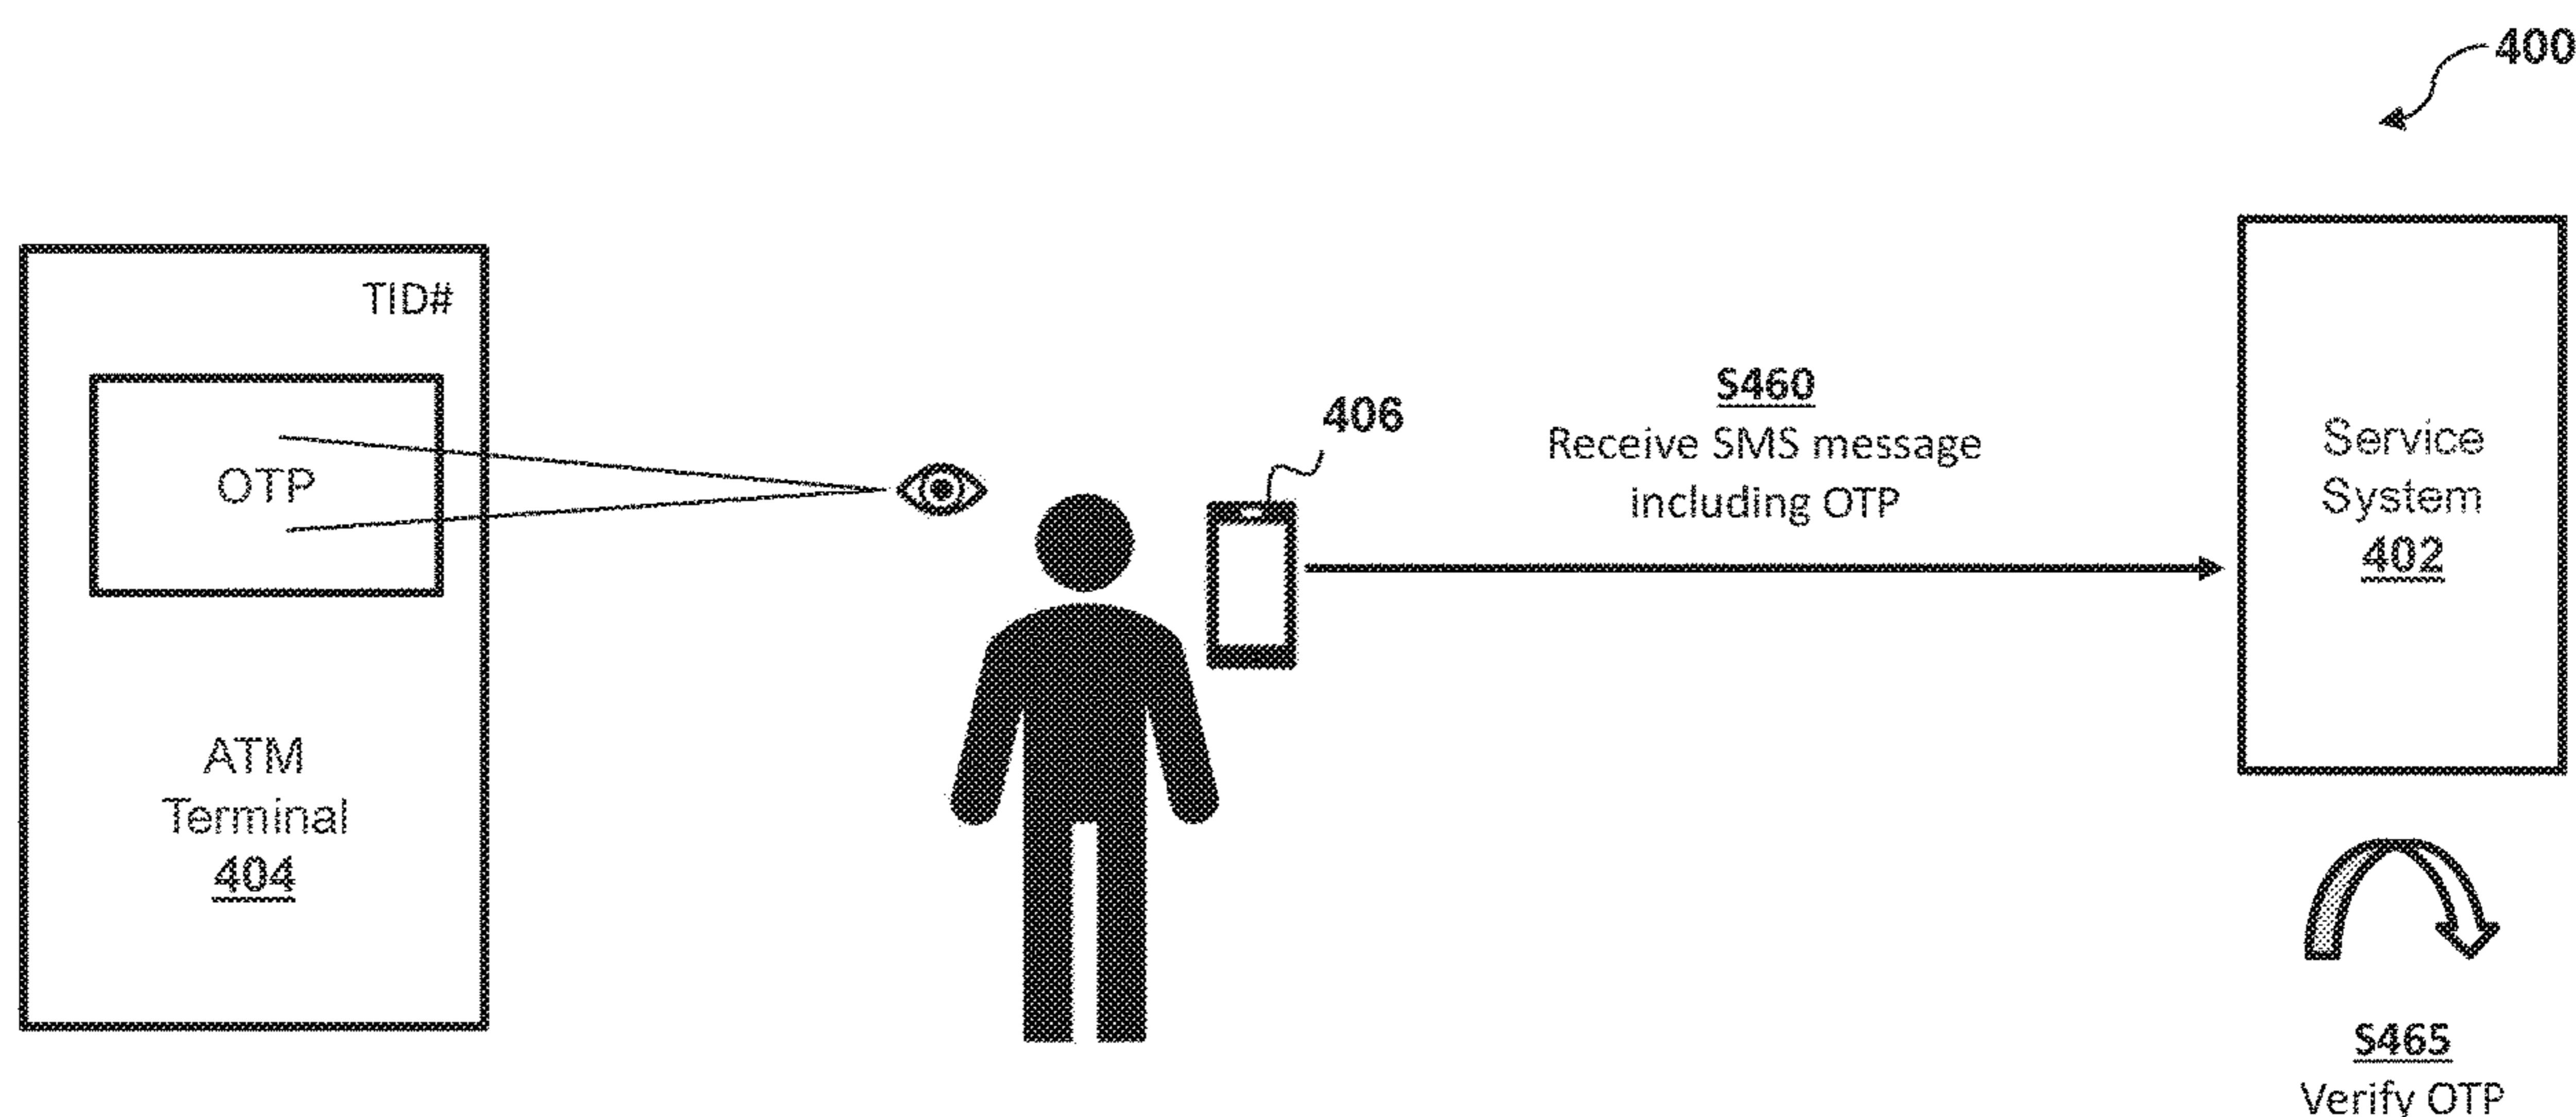 400
TID#
OTP
ATM
Terminal
404
406
S460
Receive SMS message
including OTP
Service
System
402
S465
Verify OTP